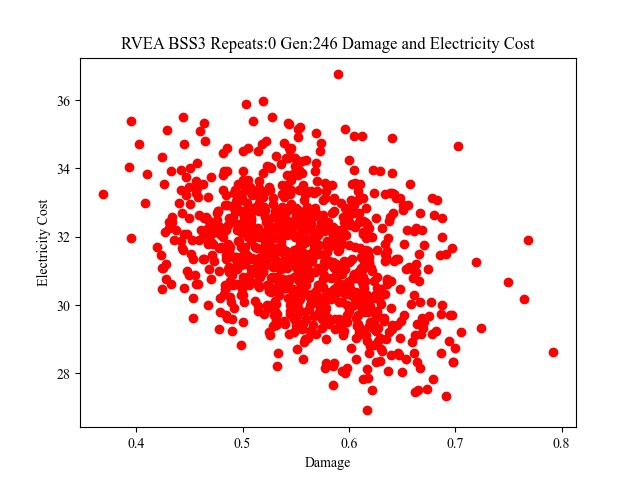 RVEA BSS3 Repeats:0 Gen:246 Damage and Electricity Cost
36
34
32
30
28
Electricity Cost
0.4 0.5 0.6 0.7 0.8
Damage